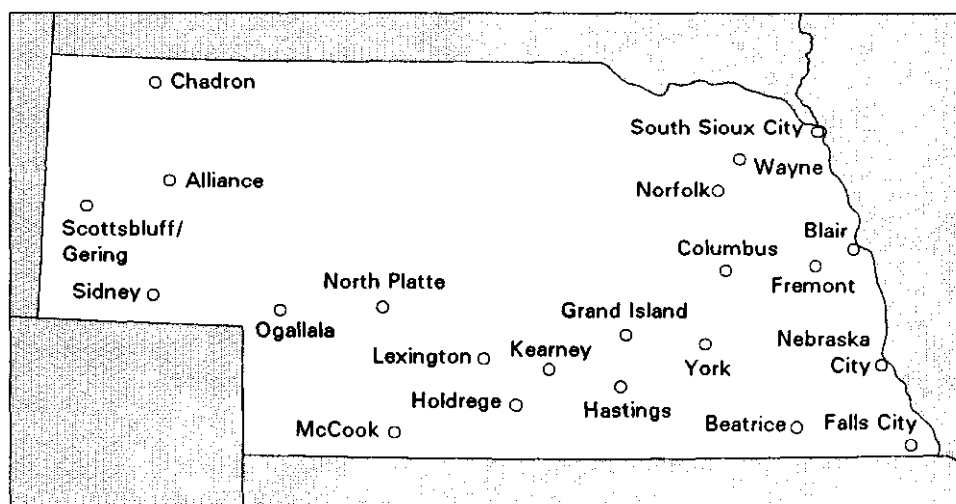 Chadron
South Sioux City
Wayne
Alliance
Norfolk
Scottsbluff/
Gering
Blair
Columbus
Fremont
North Platte
Sidney
Ogallala
Grand Island
Nebraska
City
Lexington
Kearney
York
Holdrege
Hastings
McCook
Beatrice
Falls City